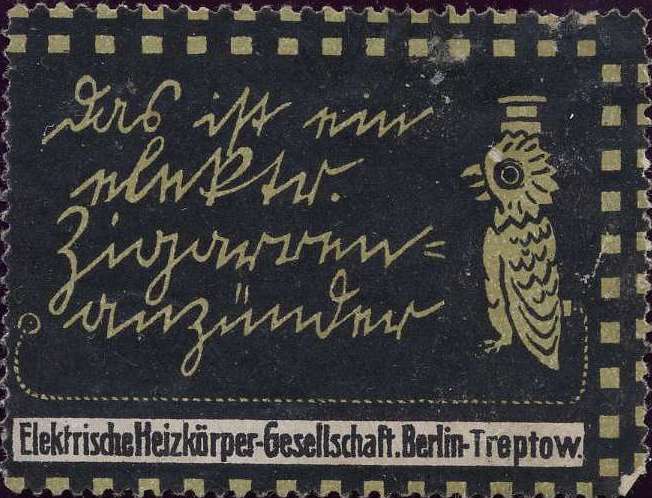 Das ist ein
elektr.
Zigarren=
anzünder
Elektrische Heizkörper-Gesellschaft. Berlin-Treptow.